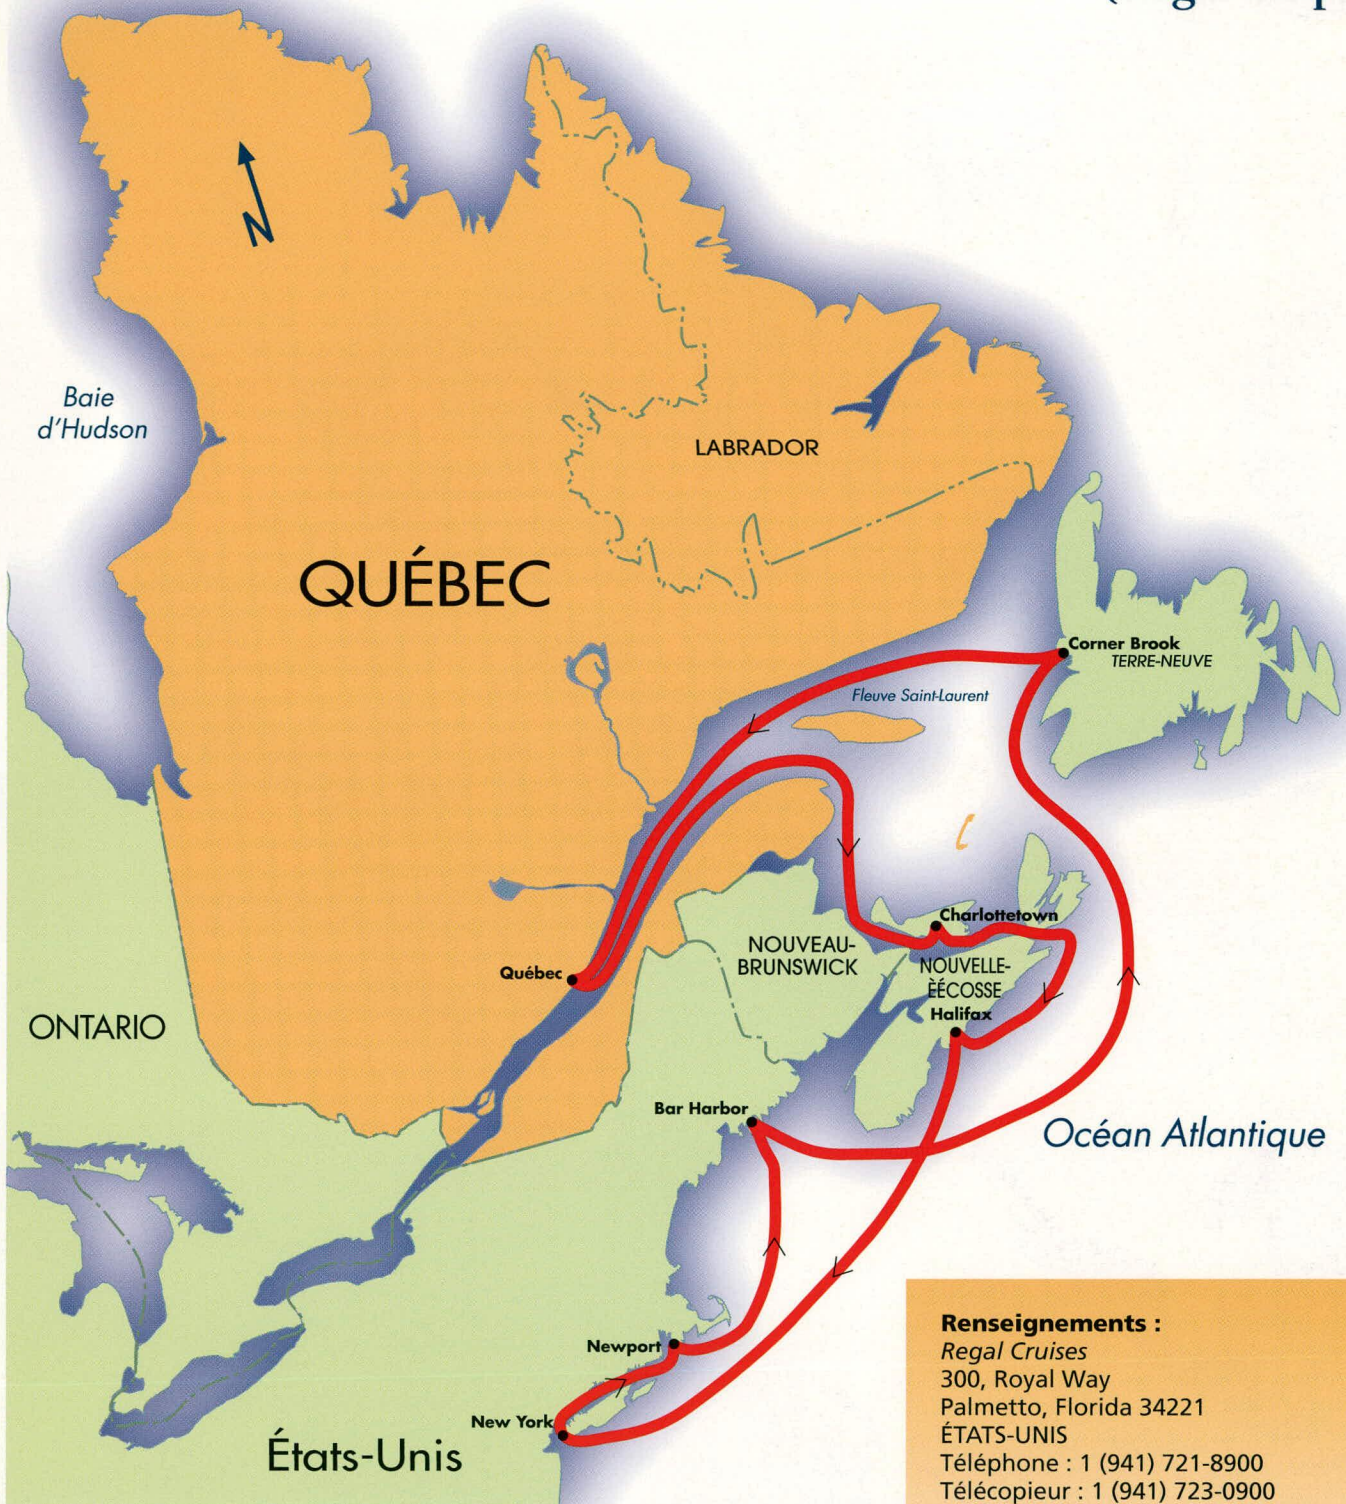 N
Baie
d'Hudson
LABRADOR
QUÉBEC
Corner Brook
TERRE-NEUVE
Fleuve Saint-Laurent
Charlottetown
NOUVEAU-
BRUNSWICK
NOUVELLE-
ÈÉCOSSE
Québec
Halifax
ONTARIO
Bar Harbor
Océan Atlantique
Newport
New York
États-Unis
Renseignements :
Regal Cruises
300, Royal Way
Palmetto, Florida 34221
ÉTATS-UNIS
Téléphone : 1 (941) 721-8900
Télécopieur : 1 (941) 723-0900